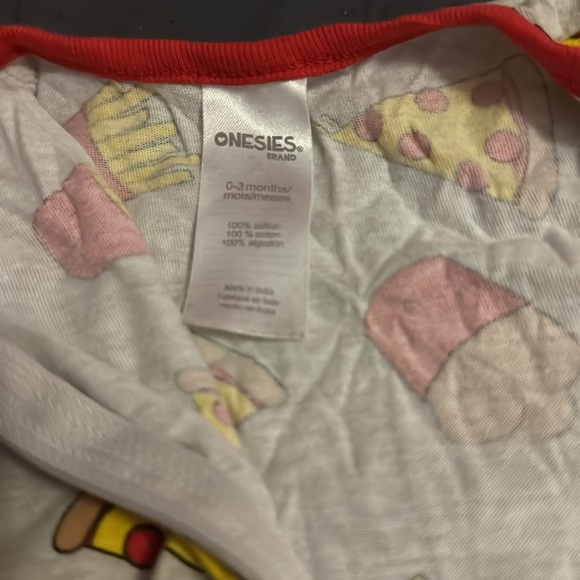 ONESIES®
BRAND
0-3 months/
mois/meses
100% cotton
100 % coton
100% algodón
Made in India
Fabriqué en Inde
Hecho en India